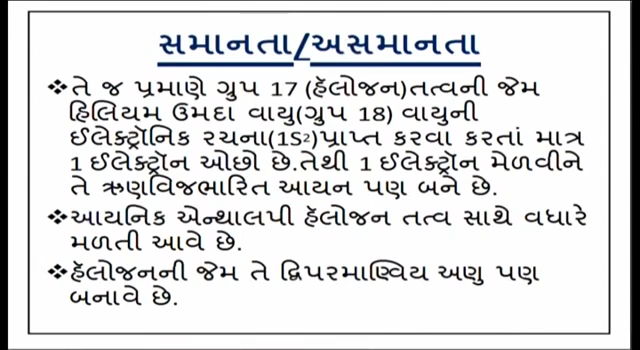 સમાનતા/અસમાનતા
❖તે જ પ્રમાણે ગ્રુપ 17 (હૅલોજન)તત્વની જેમ
હિલિયમ ઉમદા વાયુ(ગ્રુપ 18) વાયુની
ઈલેક્ટ્રૉનિક રચના(1S²)પ્રાપ્ત કરવા કરતાં માત્ર
1 ઈલેક્ટ્રૉન ઓછો છે.તેથી 1 ઈલેક્ટ્રૉન મેળવીને
તે ઋણવિજભારિત આયન પણ બને છે.
❖આયનિક એન્થાલપી હૅલોજન તત્વ સાથે વધારે
મળતી આવે છે.
❖હૅલોજનની જેમ તે દ્વિપરમાણ્વિય અણુ પણ
બનાવે છે.